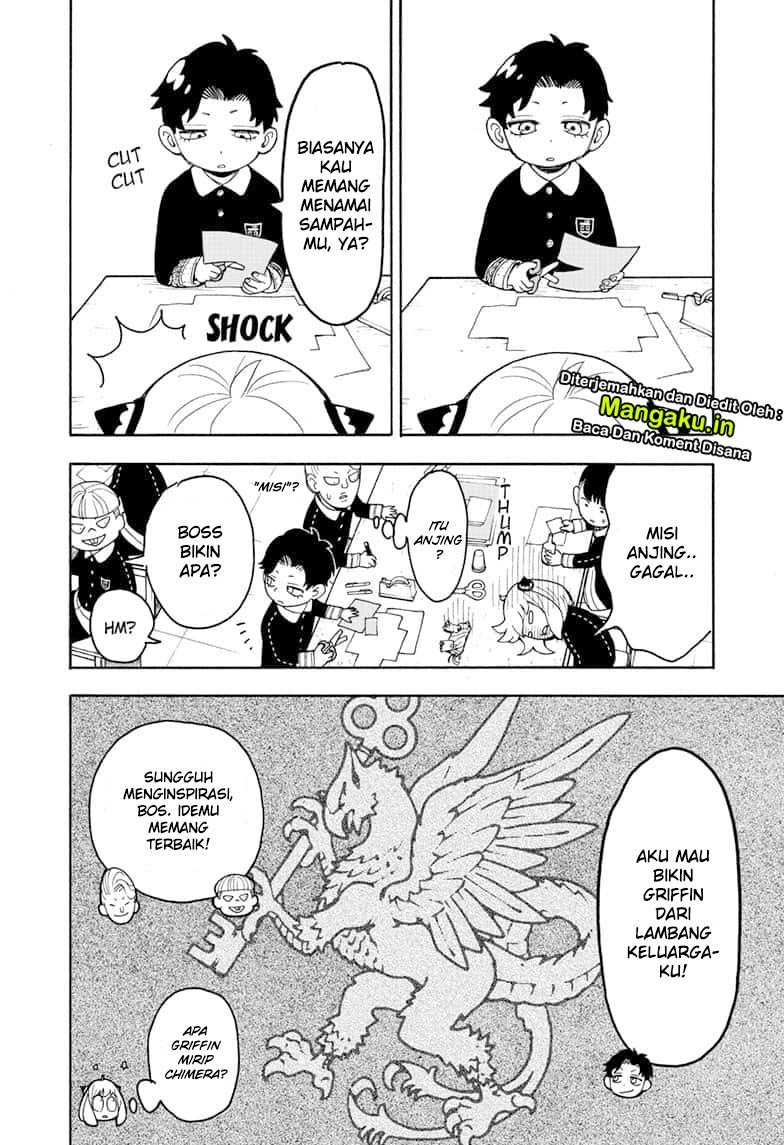 CUT
CUT
BIASANYA
KAU
MEMANG
MENAMAI
SAMPAH-
MU, YA?
SHOCK
Diterjemahkan dan Diedit Oleh :
Mangaku.in
Baca Dan Koment Disana
"MISI"?
BOSS
BIKIN
APA?
HM?
ITU
ANJING
?
THUMP
MISI
ANJING..
GAGAL..
SUNGGUH
MENGINSPIRASI,
BOS. IDEMU
MEMANG
TERBAIK!
AKU MAU
BIKIN
GRIFFIN
DARI
LAMBANG
KELUARGA-
KU!
APA
GRIFFIN
MIRIP
CHIMERA?